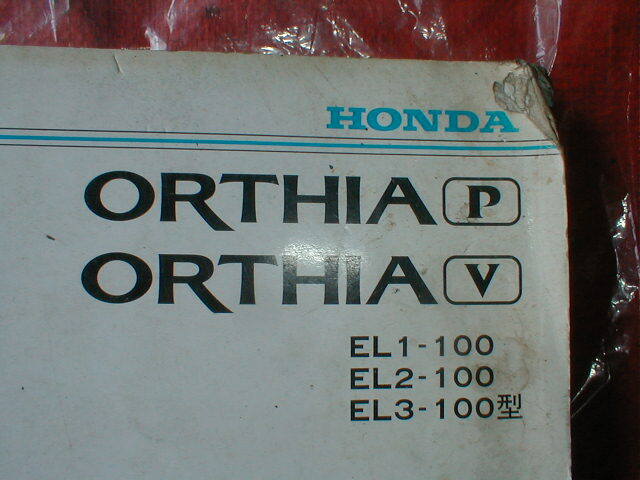 HONDA
ORTHIA P
ORTHIA V
EL1-100
EL2-100
EL3-100型